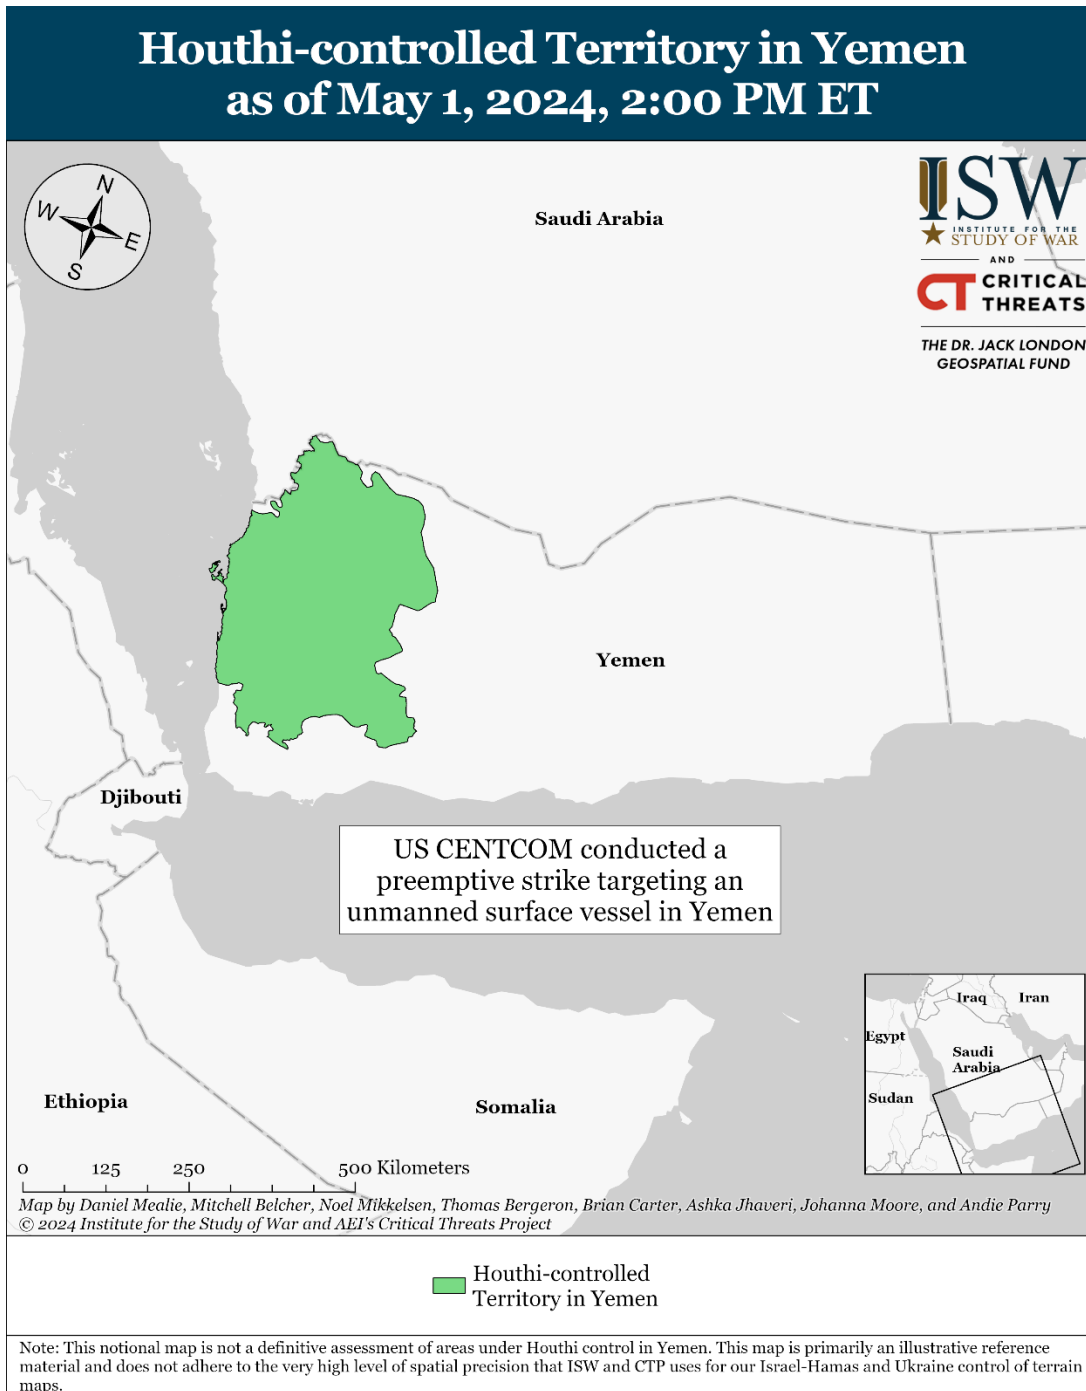 Houthi-controlled Territory in Yemen
as of May 1, 2024, 2:00 PM ET
N
W
E
S
Saudi Arabia
ISW
INSTITUTE FOR THE
STUDY OF WAR
AND
CT CRITICAL
THREATS
THE DR. JACK LONDON
GEOSPATIAL FUND
Yemen
Djibouti
US CENTCOM conducted a
preemptive strike targeting an
unmanned surface vessel in Yemen
Iraq
Iran
Egypt
Saudi
Arabia
Sudan
Ethiopia
Somalia
0 125 250 500 Kilometers
Map by Daniel Mealie, Mitchell Belcher, Noel Mikkelsen, Thomas Bergeron, Brian Carter, Ashka Jhaveri, Johanna Moore, and Andie Parry
© 2024 Institute for the Study of War and AEI's Critical Threats Project
Houthi-controlled
Territory in Yemen
Note: This notional map is not a definitive assessment of areas under Houthi control in Yemen. This map is primarily an illustrative reference
material and does not adhere to the very high level of spatial precision that ISW and CTP uses for our Israel-Hamas and Ukraine control of terrain
maps.